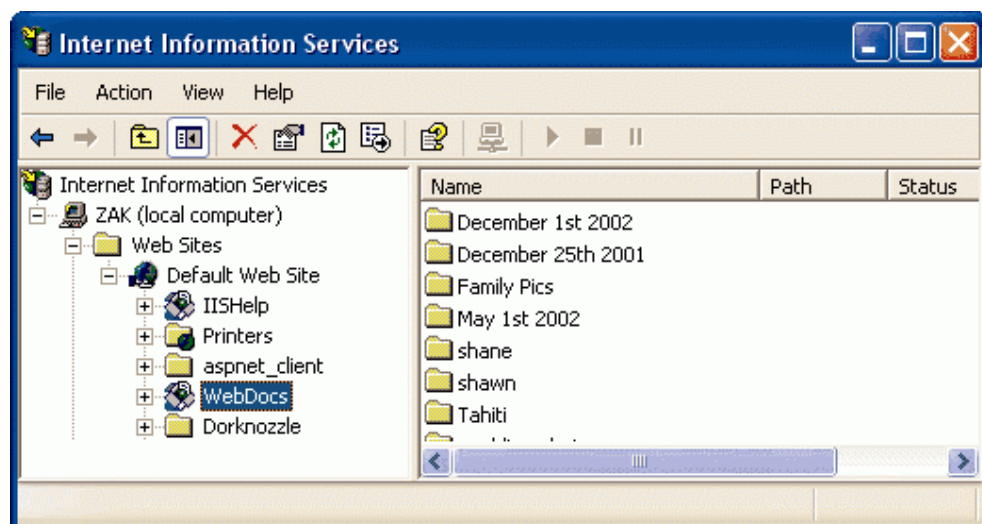 Internet Information Services
File Action View Help
Internet Information Services
ZAK (local computer)
Web Sites
Default Web Site
IISHelp
Printers
aspnet_client
WebDocs
Dorknozzle
Name Path Status
December 1st 2002
December 25th 2001
Family Pics
May 1st 2002
shane
shawn
Tahiti